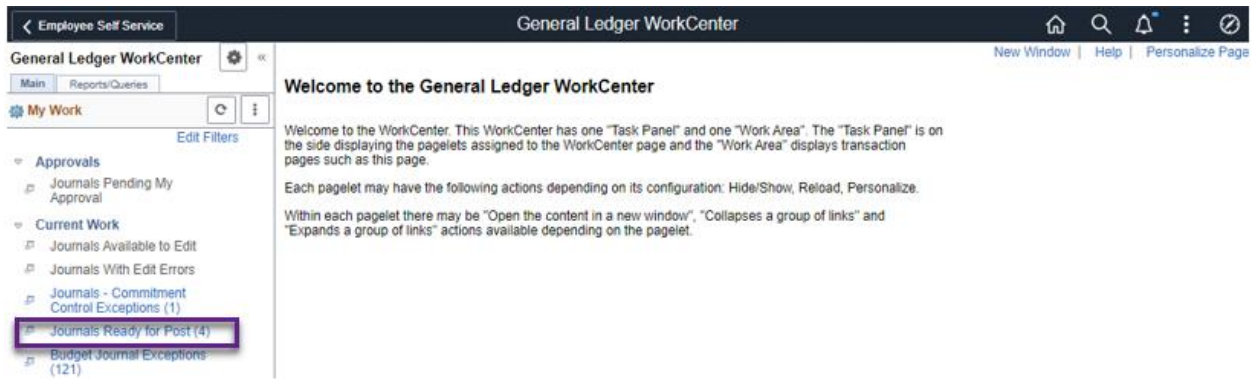 Employee Self Service
General Ledger WorkCenter
New Window | Help | Personalize Page
General Ledger WorkCenter
Main
Reports/Queries
My Work
Edit Filters
Approvals
Journals Pending My
Approval
Current Work
Journals Available to Edit
Journals With Edit Errors
Journals - Commitment
Control Exceptions (1)
Journals Ready for Post (4)
Budget Journal Exceptions
(121)
Welcome to the General Ledger WorkCenter
Welcome to the WorkCenter. This WorkCenter has one "Task Panel" and one "Work Area". The "Task Panel" is on
the side displaying the pagelets assigned to the WorkCenter page and the "Work Area" displays transaction
pages such as this page.
Each pagelet may have the following actions depending on its configuration: Hide/Show, Reload, Personalize.
Within each pagelet there may be "Open the content in a new window", "Collapses a group of links" and
"Expands a group of links" actions available depending on the pagelet.